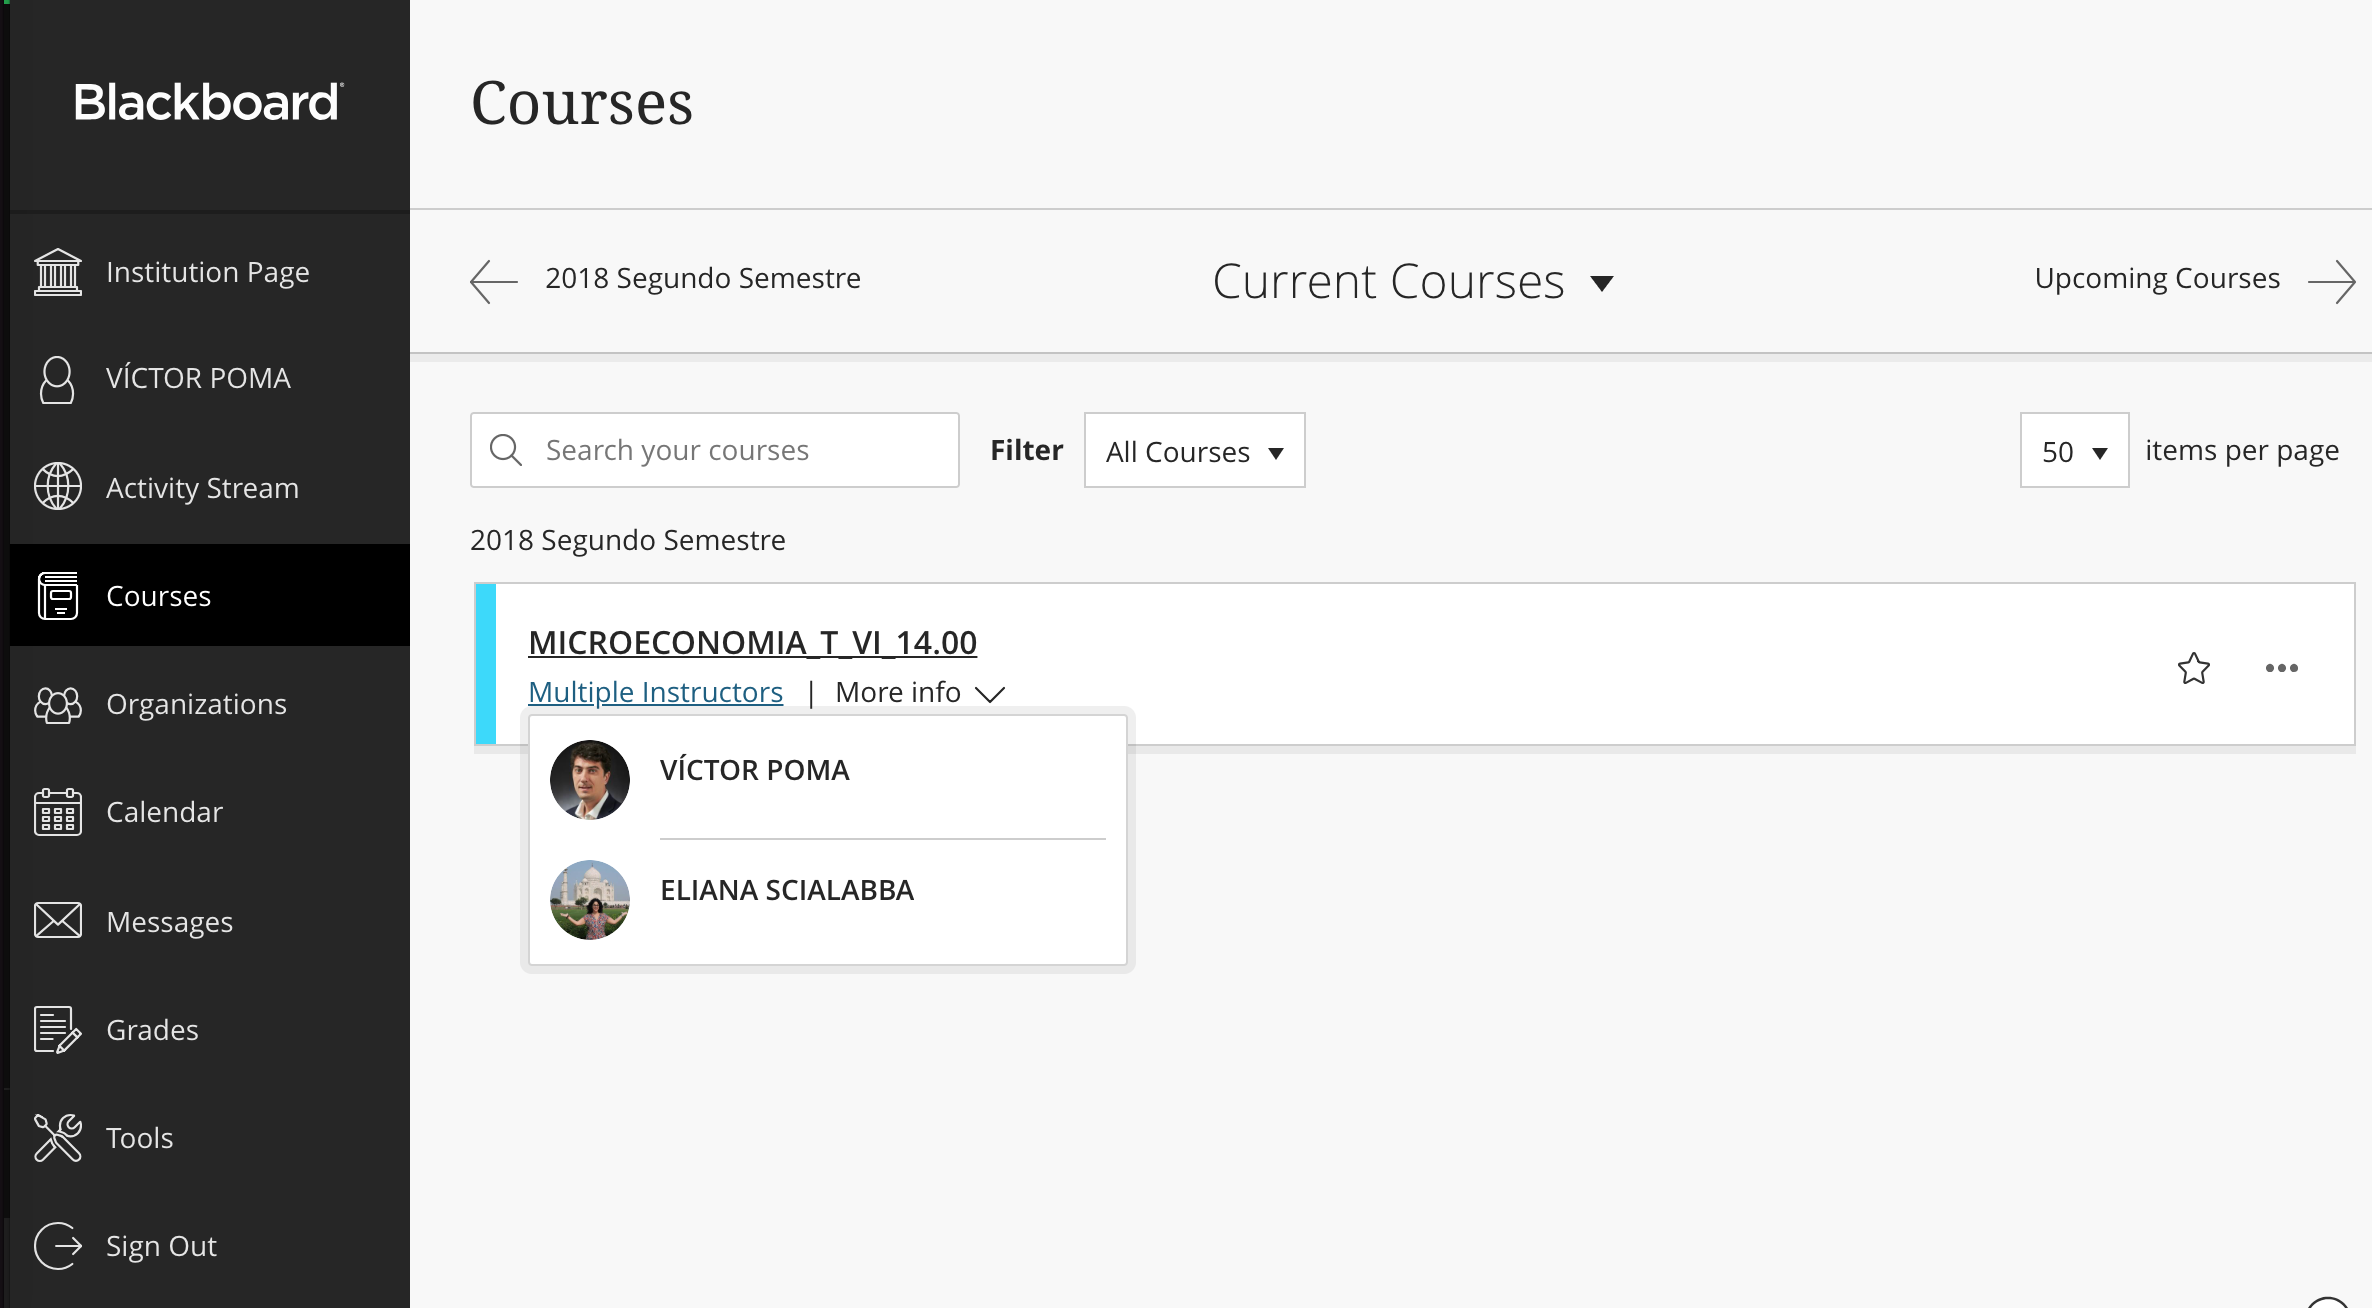 Blackboard
Institution Page
VÍCTOR POMA
Activity Stream
Courses
Organizations
Calendar
Messages
Grades
Tools
Sign Out
Courses
2018 Segundo Semestre
Current Courses
Upcoming Courses
Search your courses
Filter
All Courses
50
items per page
2018 Segundo Semestre
MICROECONOMIA_T_VI_14.00
Multiple Instructors | More info
VÍCTOR POMA
ELIANA SCIALABBA